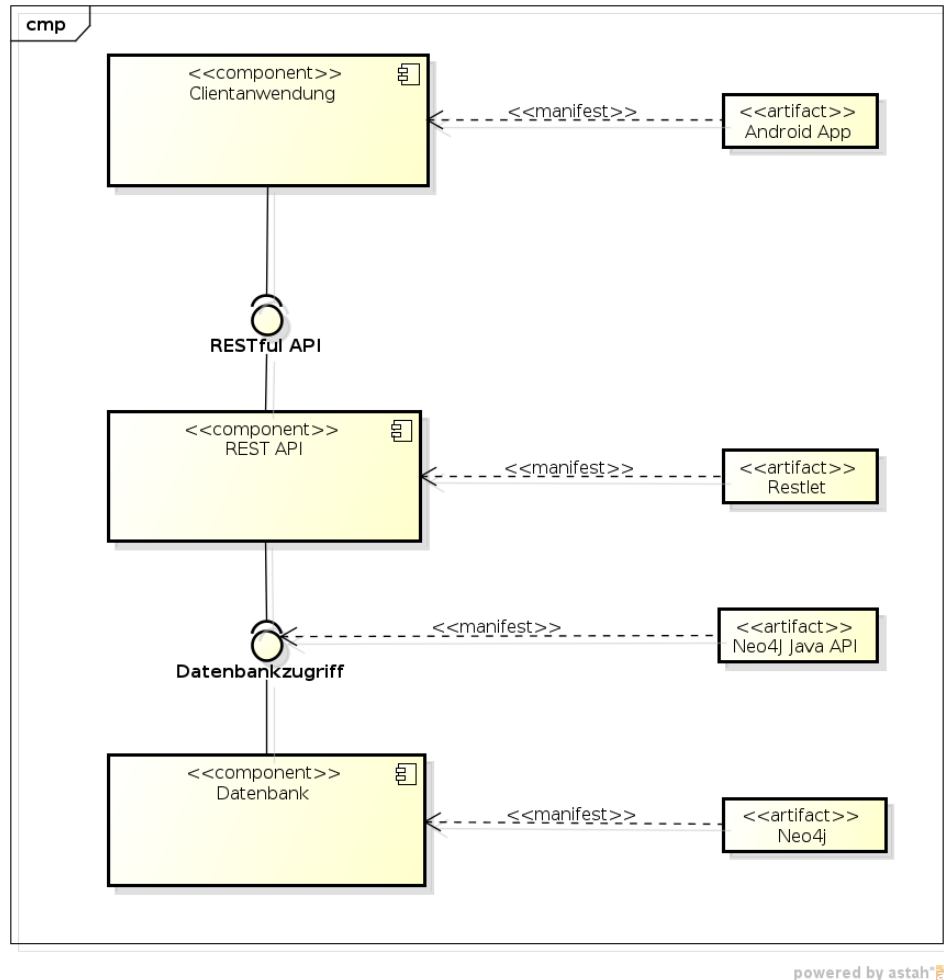 cmp
<<component>>
Clientanwendung
<<manifest>>
<<artifact>>
Android App
RESTful API
<<component>>
REST API
<<manifest>>
<<artifact>>
Restlet
<<manifest>>
<<artifact>>
Neo4J Java API
Datenbankzugriff
<<component>>
Datenbank
<<manifest>>
<<artifact>>
Neo4j
powered by astah*